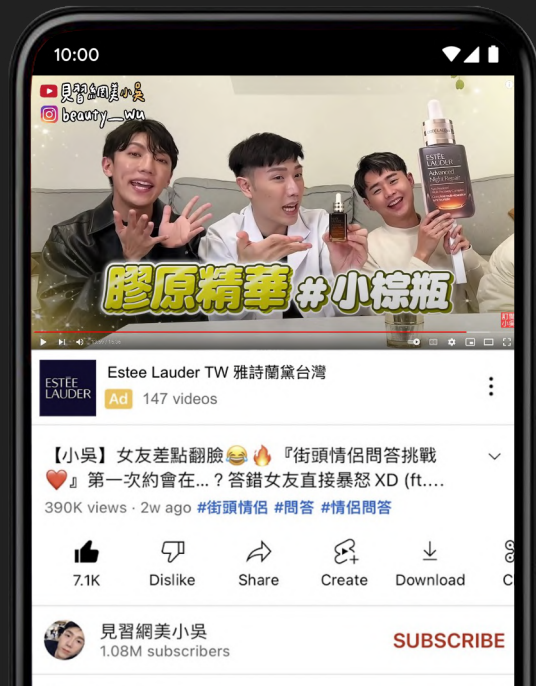 10:00
見習網美小吳
beauty_wu
ESTĒE
LAUDER
Advanced
Night Repair
膠原精華 #小棕瓶
ESTĒE
LAUDER
Estee Lauder TW 雅詩蘭黛台灣
Ad 147 videos
【小吳】女友差點翻臉😂🔥『街頭情侶問答挑戰
❤️』第一次約會在...？答錯女友直接暴怒 XD (ft....
390K views · 2w ago #街頭情侶 #問答 #情侶問答
7.1K Dislike Share Create Download C
見習網美小吳
1.08M subscribers
SUBSCRIBE